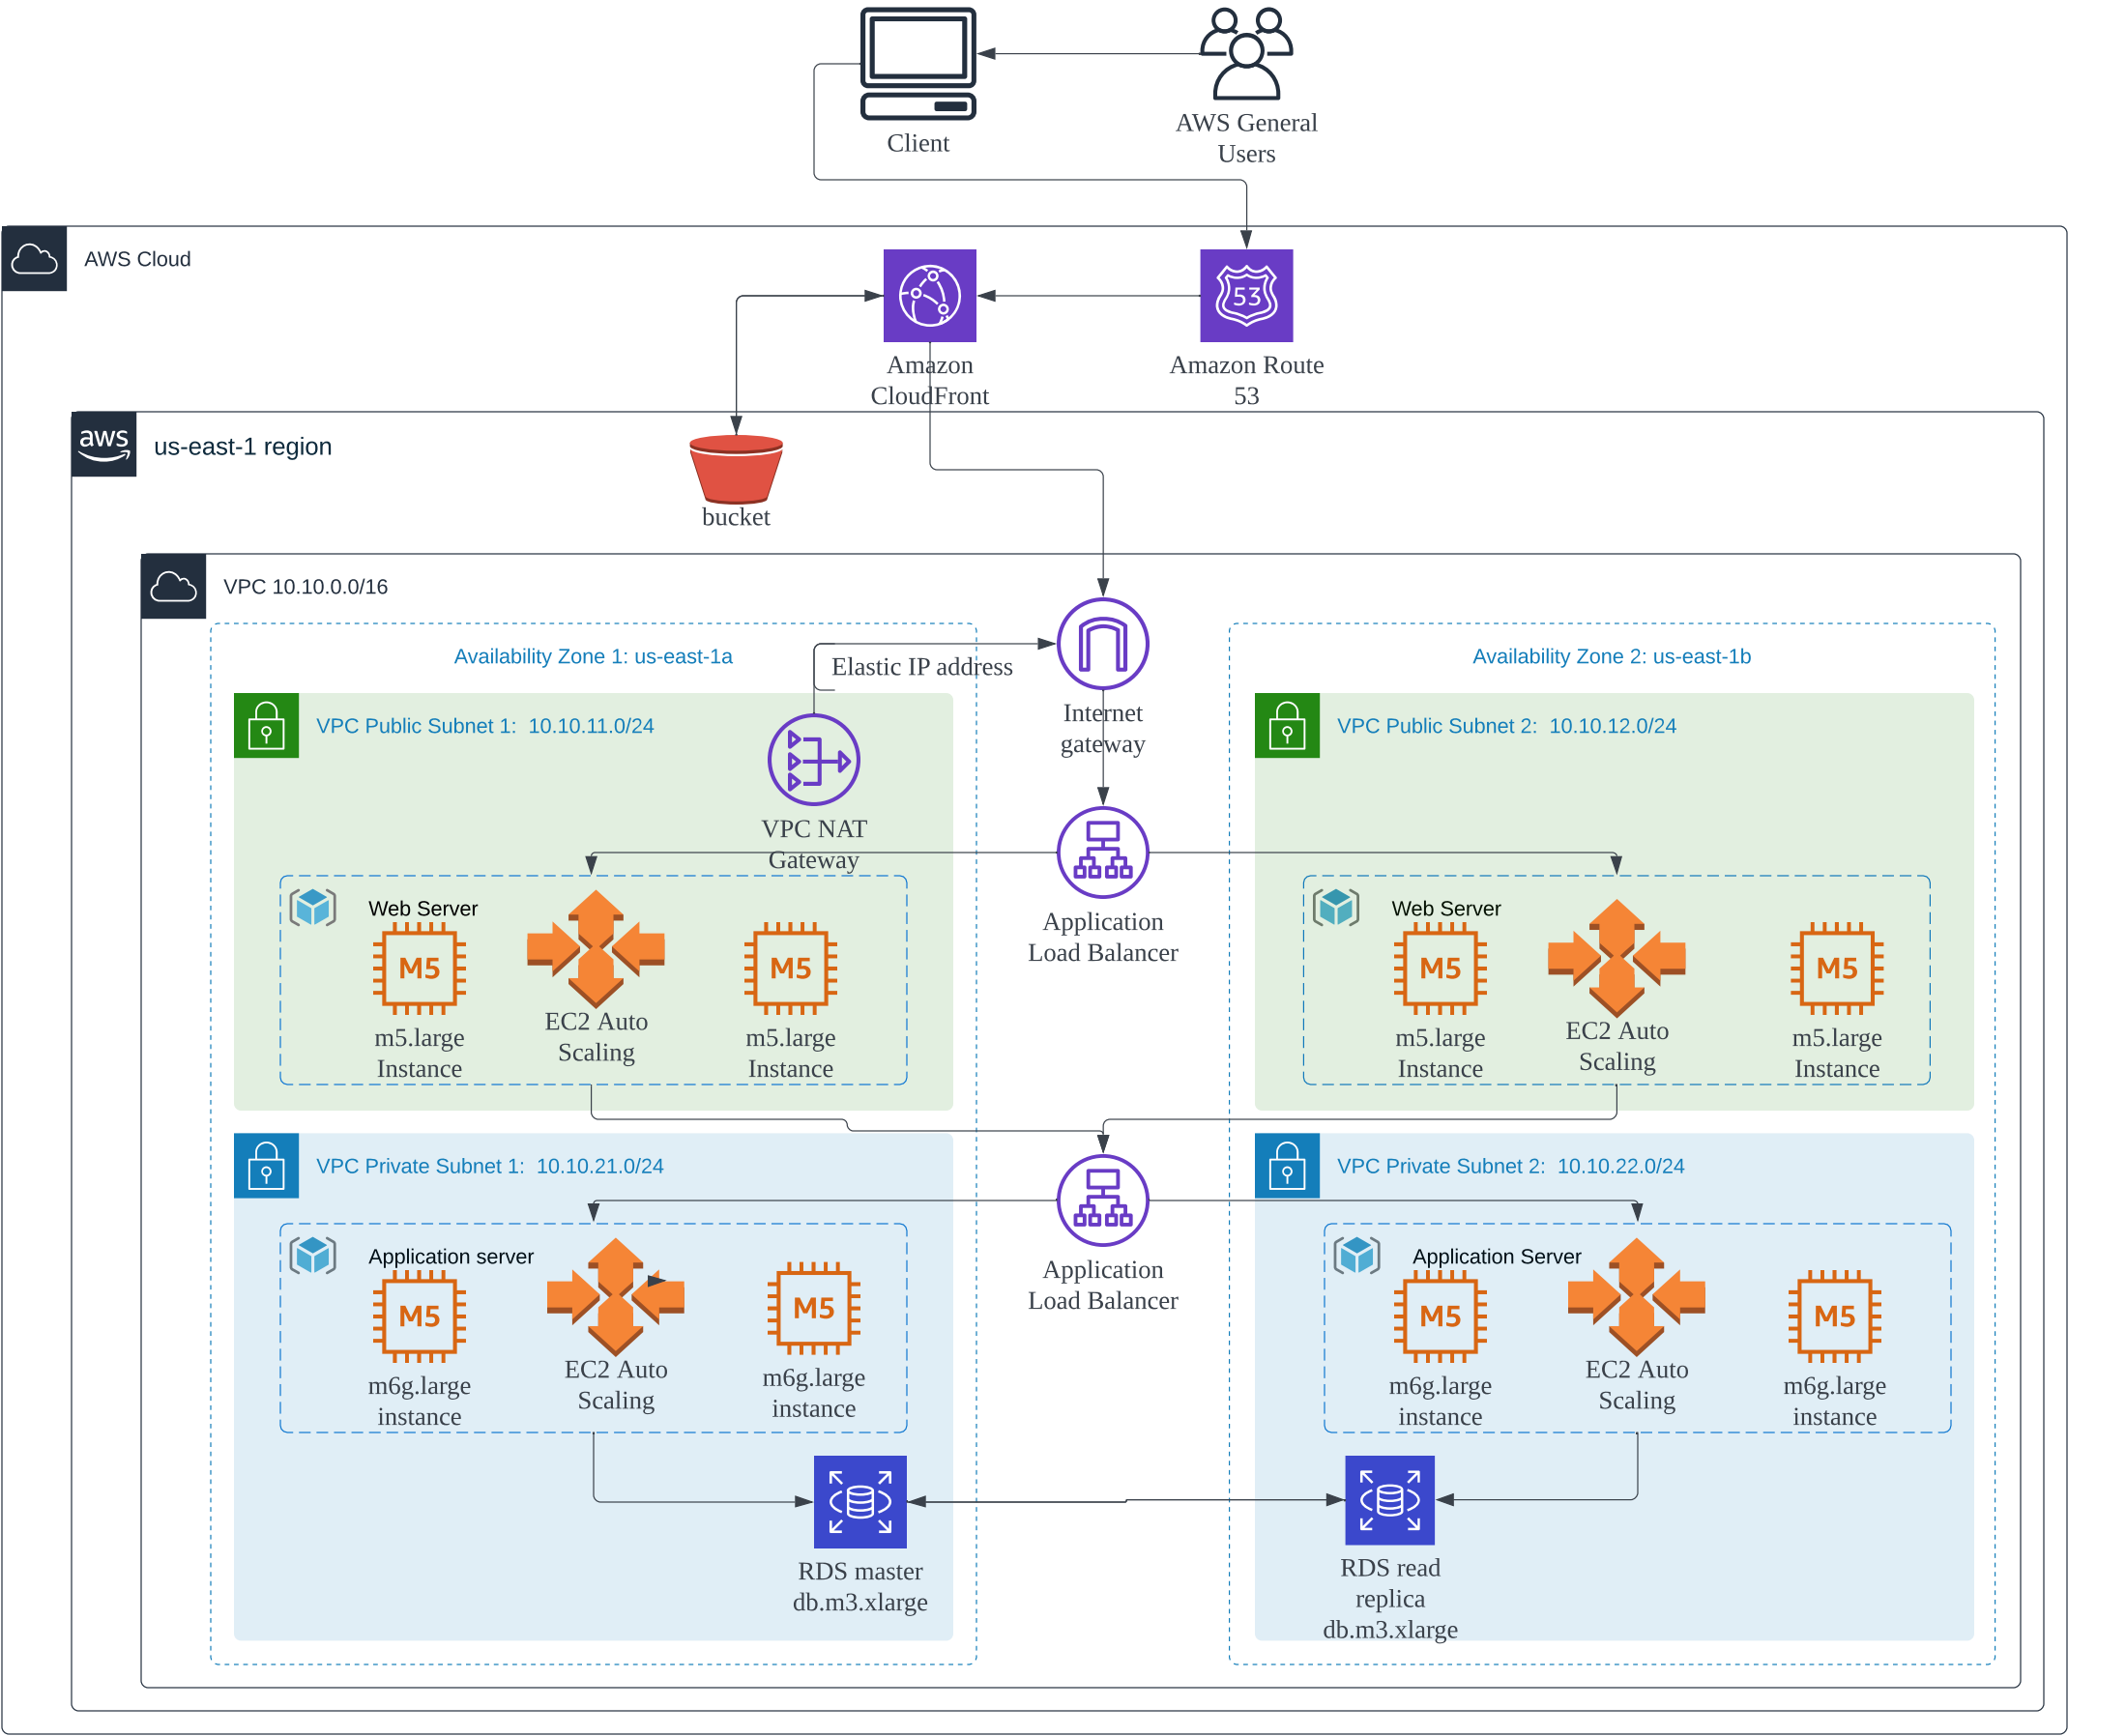 Client
AWS General
Users
AWS Cloud
53
Amazon
CloudFront
Amazon Route
53
aws
us-east-1 region
bucket
VPC 10.10.0.0/16
Availability Zone 1: us-east-1a
Elastic IP address
Availability Zone 2: us-east-1b
VPC Public Subnet 1: 10.10.11.0/24
Internet
gateway
VPC Public Subnet 2: 10.10.12.0/24
VPC NAT
Gateway
Application
Load Balancer
Web Server
M5
m5.large
Instance
EC2 Auto
Scaling
M5
m5.large
Instance
Web Server
M5
m5.large
Instance
EC2 Auto
Scaling
M5
m5.large
Instance
VPC Private Subnet 1: 10.10.21.0/24
VPC Private Subnet 2: 10.10.22.0/24
Application
Load Balancer
Application server
M5
m6g.large
instance
EC2 Auto
Scaling
M5
m6g.large
instance
Application Server
M5
m6g.large
instance
EC2 Auto
Scaling
M5
m6g.large
instance
RDS master
db.m3.xlarge
RDS read
replica
db.m3.xlarge